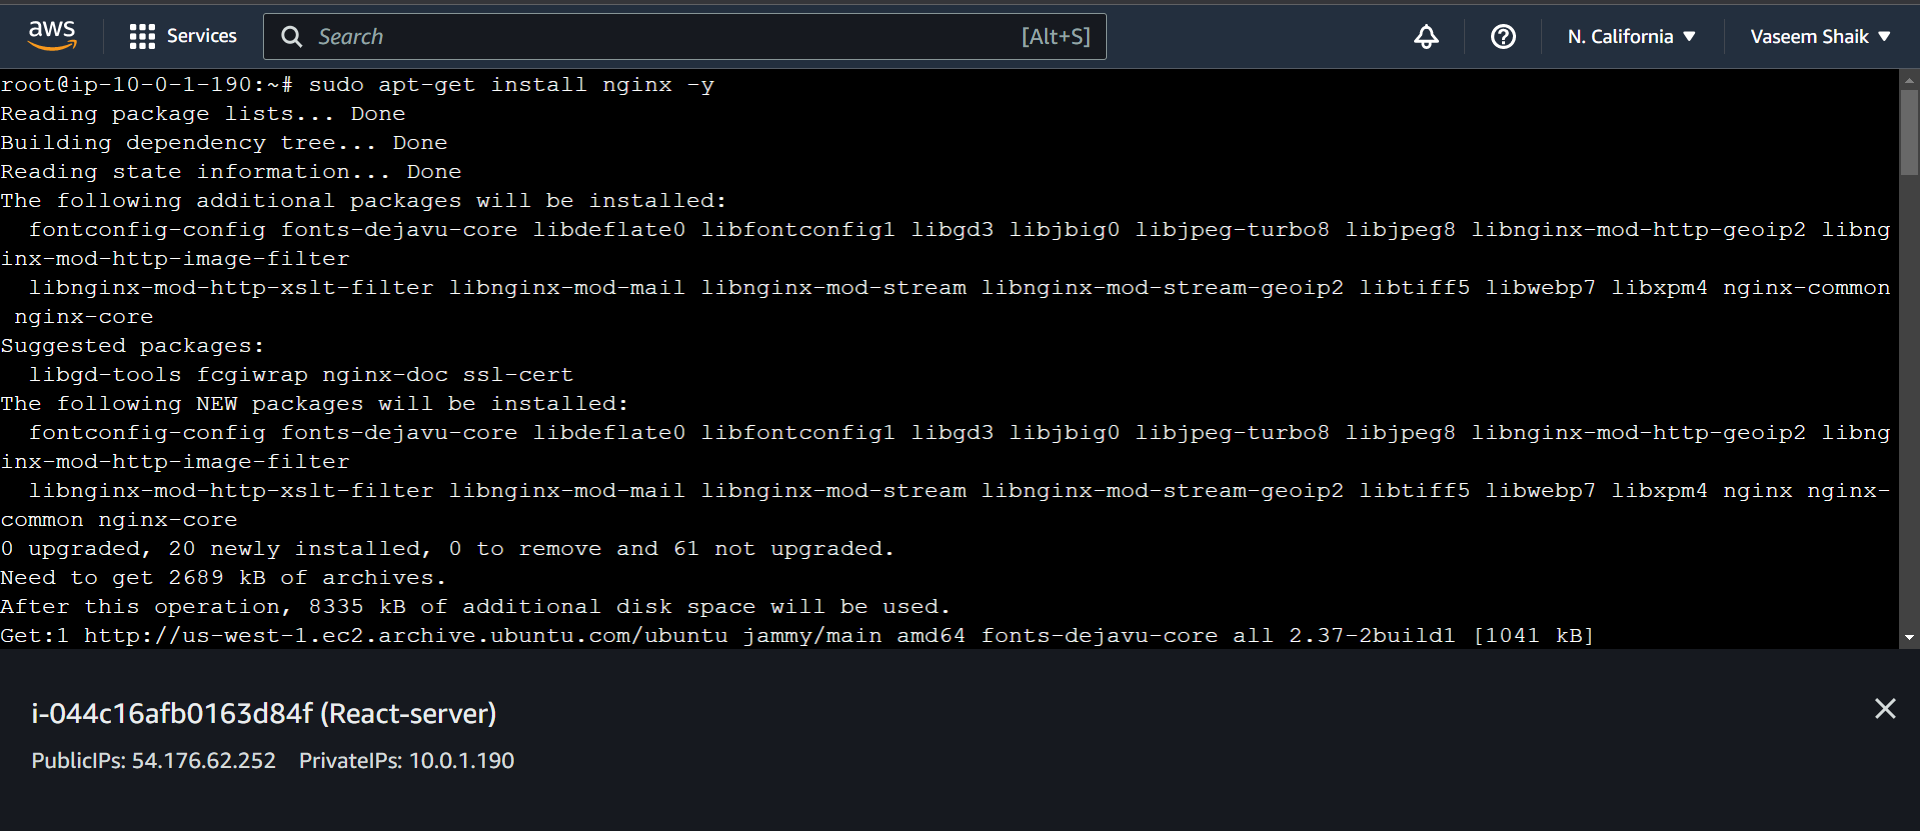 aws Services Search [Alt+S] N. California Vaseem Shaik
root@ip-10-0-1-190:~# sudo apt-get install nginx -y
Reading package lists... Done
Building dependency tree... Done
Reading state information... Done
The following additional packages will be installed:
  fontconfig-config fonts-dejavu-core libdeflate0 libfontconfig1 libgd3 libjbig0 libjpeg-turbo8 libjpeg8 libnginx-mod-http-geoip2 libng
inx-mod-http-image-filter
  libnginx-mod-http-xslt-filter libnginx-mod-mail libnginx-mod-stream libnginx-mod-stream-geoip2 libtiff5 libwebp7 libxpm4 nginx-common
 nginx-core
Suggested packages:
  libgd-tools fcgiwrap nginx-doc ssl-cert
The following NEW packages will be installed:
  fontconfig-config fonts-dejavu-core libdeflate0 libfontconfig1 libgd3 libjbig0 libjpeg-turbo8 libjpeg8 libnginx-mod-http-geoip2 libng
inx-mod-http-image-filter
  libnginx-mod-http-xslt-filter libnginx-mod-mail libnginx-mod-stream libnginx-mod-stream-geoip2 libtiff5 libwebp7 libxpm4 nginx nginx-
common nginx-core
0 upgraded, 20 newly installed, 0 to remove and 61 not upgraded.
Need to get 2689 kB of archives.
After this operation, 8335 kB of additional disk space will be used.
Get:1 http://us-west-1.ec2.archive.ubuntu.com/ubuntu jammy/main amd64 fonts-dejavu-core all 2.37-2build1 [1041 kB]
i-044c16afb0163d84f (React-server)
PublicIPs: 54.176.62.252 PrivateIPs: 10.0.1.190